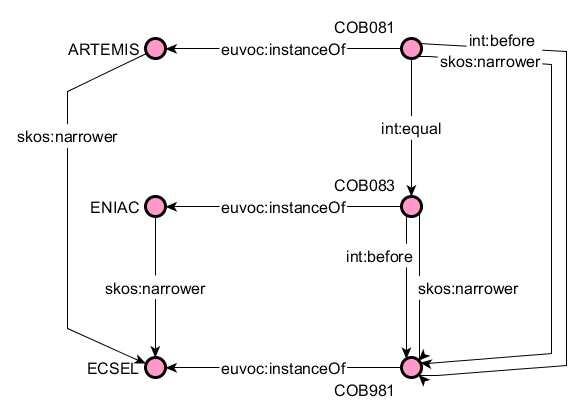 COB081
ARTEMIS
euvoc:instanceOf
int:before
skos:narrower
int:equal
skos:narrower
COB083
ENIAC
euvoc:instanceOf
int:before
skos:narrower
skos:narrower
ECSEL
euvoc:instanceOf
COB981